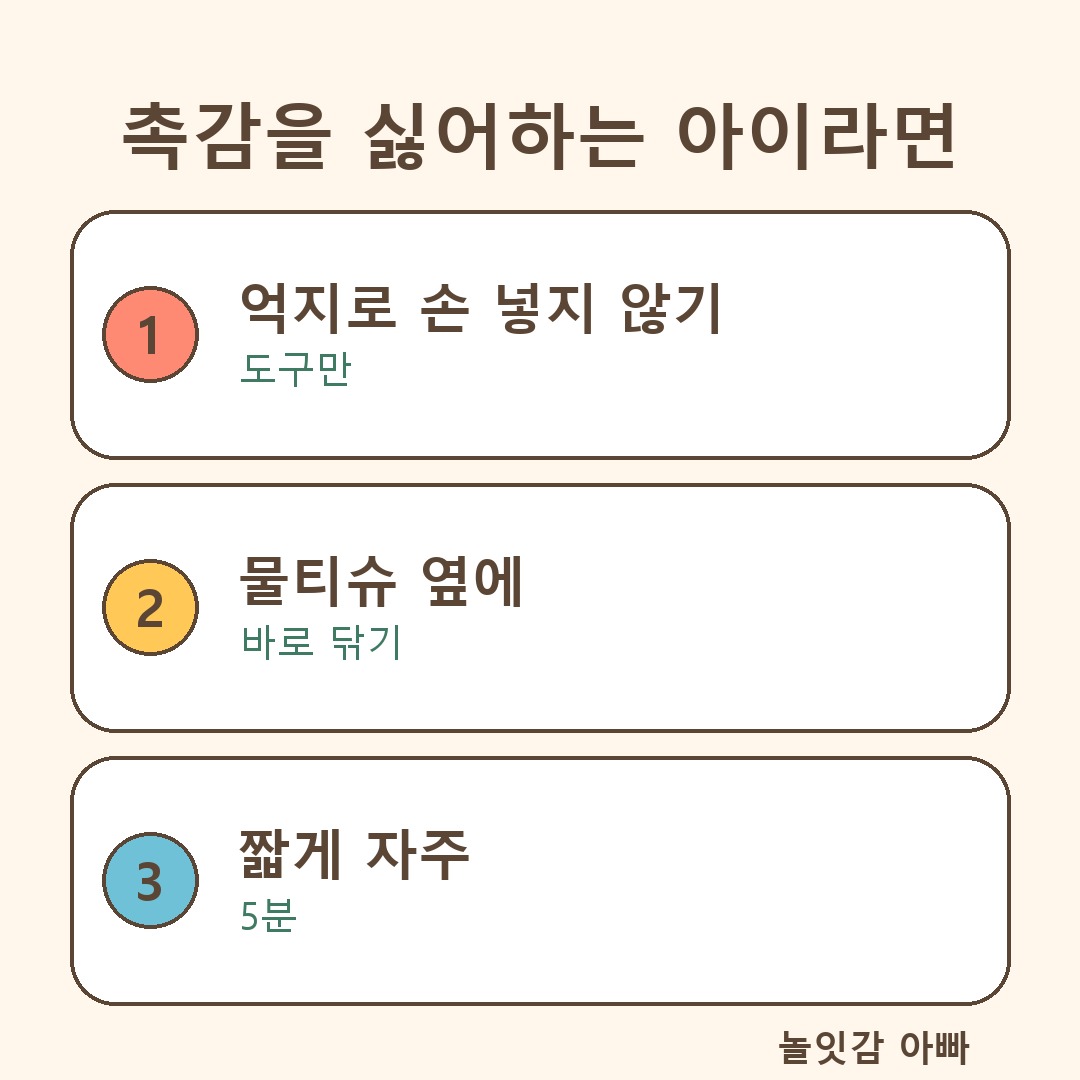 촉감을 싫어하는 아이라면
1
억지로 손 넣지 않기
도구만
2
물티슈 옆에
바로 닦기
3
짧게 자주
5분
놀잇감 아빠